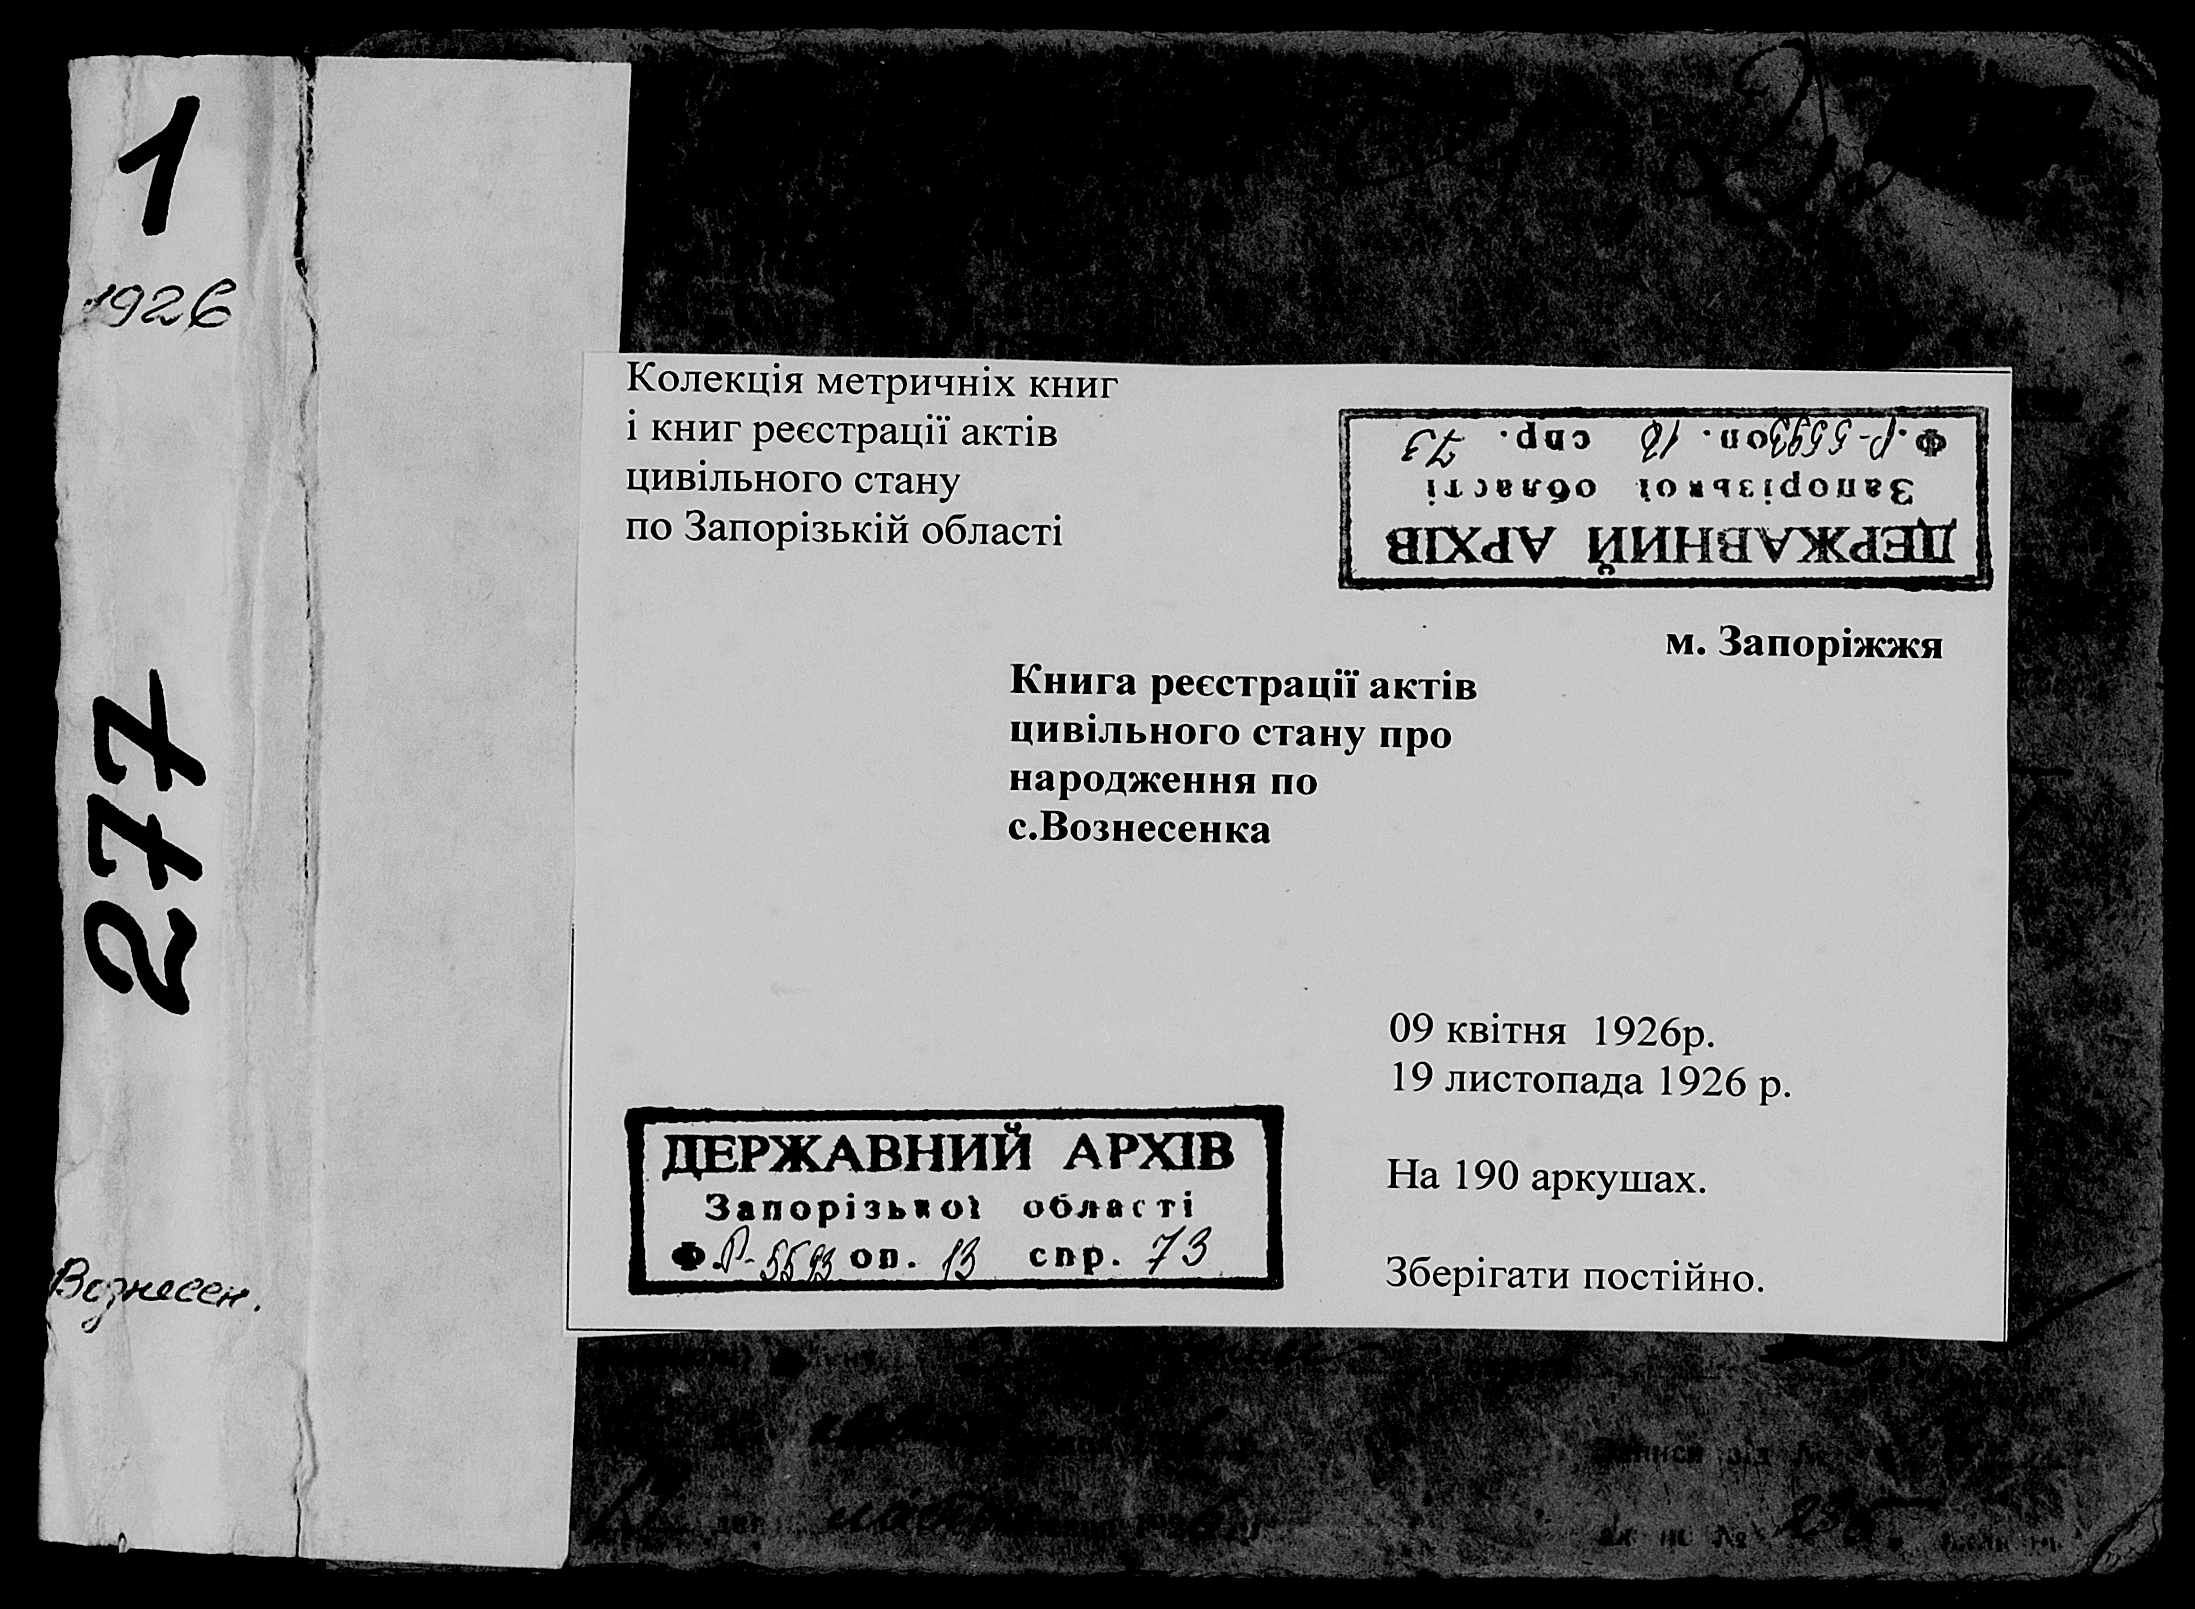 1
1926
277
Вознесен.
Колекція метричніх книг
і книг реєстрації актів
цивільного стану
по Запорізькій області
ДЕРЖАВНИЙ АРХІВ
Запорізької області
Ф. Р-5593 оп. 13 спр. 73
м. Запоріжжя
Книга реєстрації актів
цивільного стану про
народження по
с.Вознесенка
09 квітня 1926р.
19 листопада 1926 р.
На 190 аркушах.
Зберігати постійно.
ДЕРЖАВНИЙ АРХІВ
Запорізької області
Ф. Р-5593 оп. 13 спр. 73